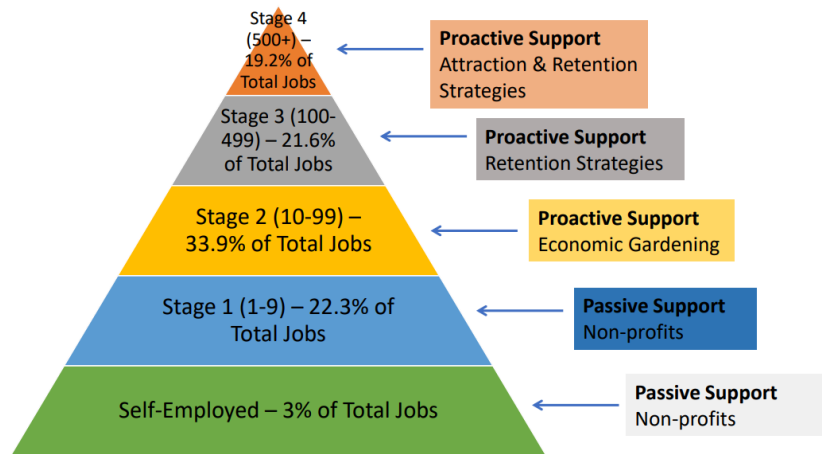 Stage 4
(500+) –
19.2% of
Total Jobs
Proactive Support
Attraction & Retention
Strategies
Stage 3 (100-
499) – 21.6%
of Total Jobs
Proactive Support
Retention Strategies
Stage 2 (10-99) –
33.9% of Total Jobs
Proactive Support
Economic Gardening
Stage 1 (1-9) – 22.3% of
Total Jobs
Passive Support
Non-profits
Self-Employed – 3% of Total Jobs
Passive Support
Non-profits